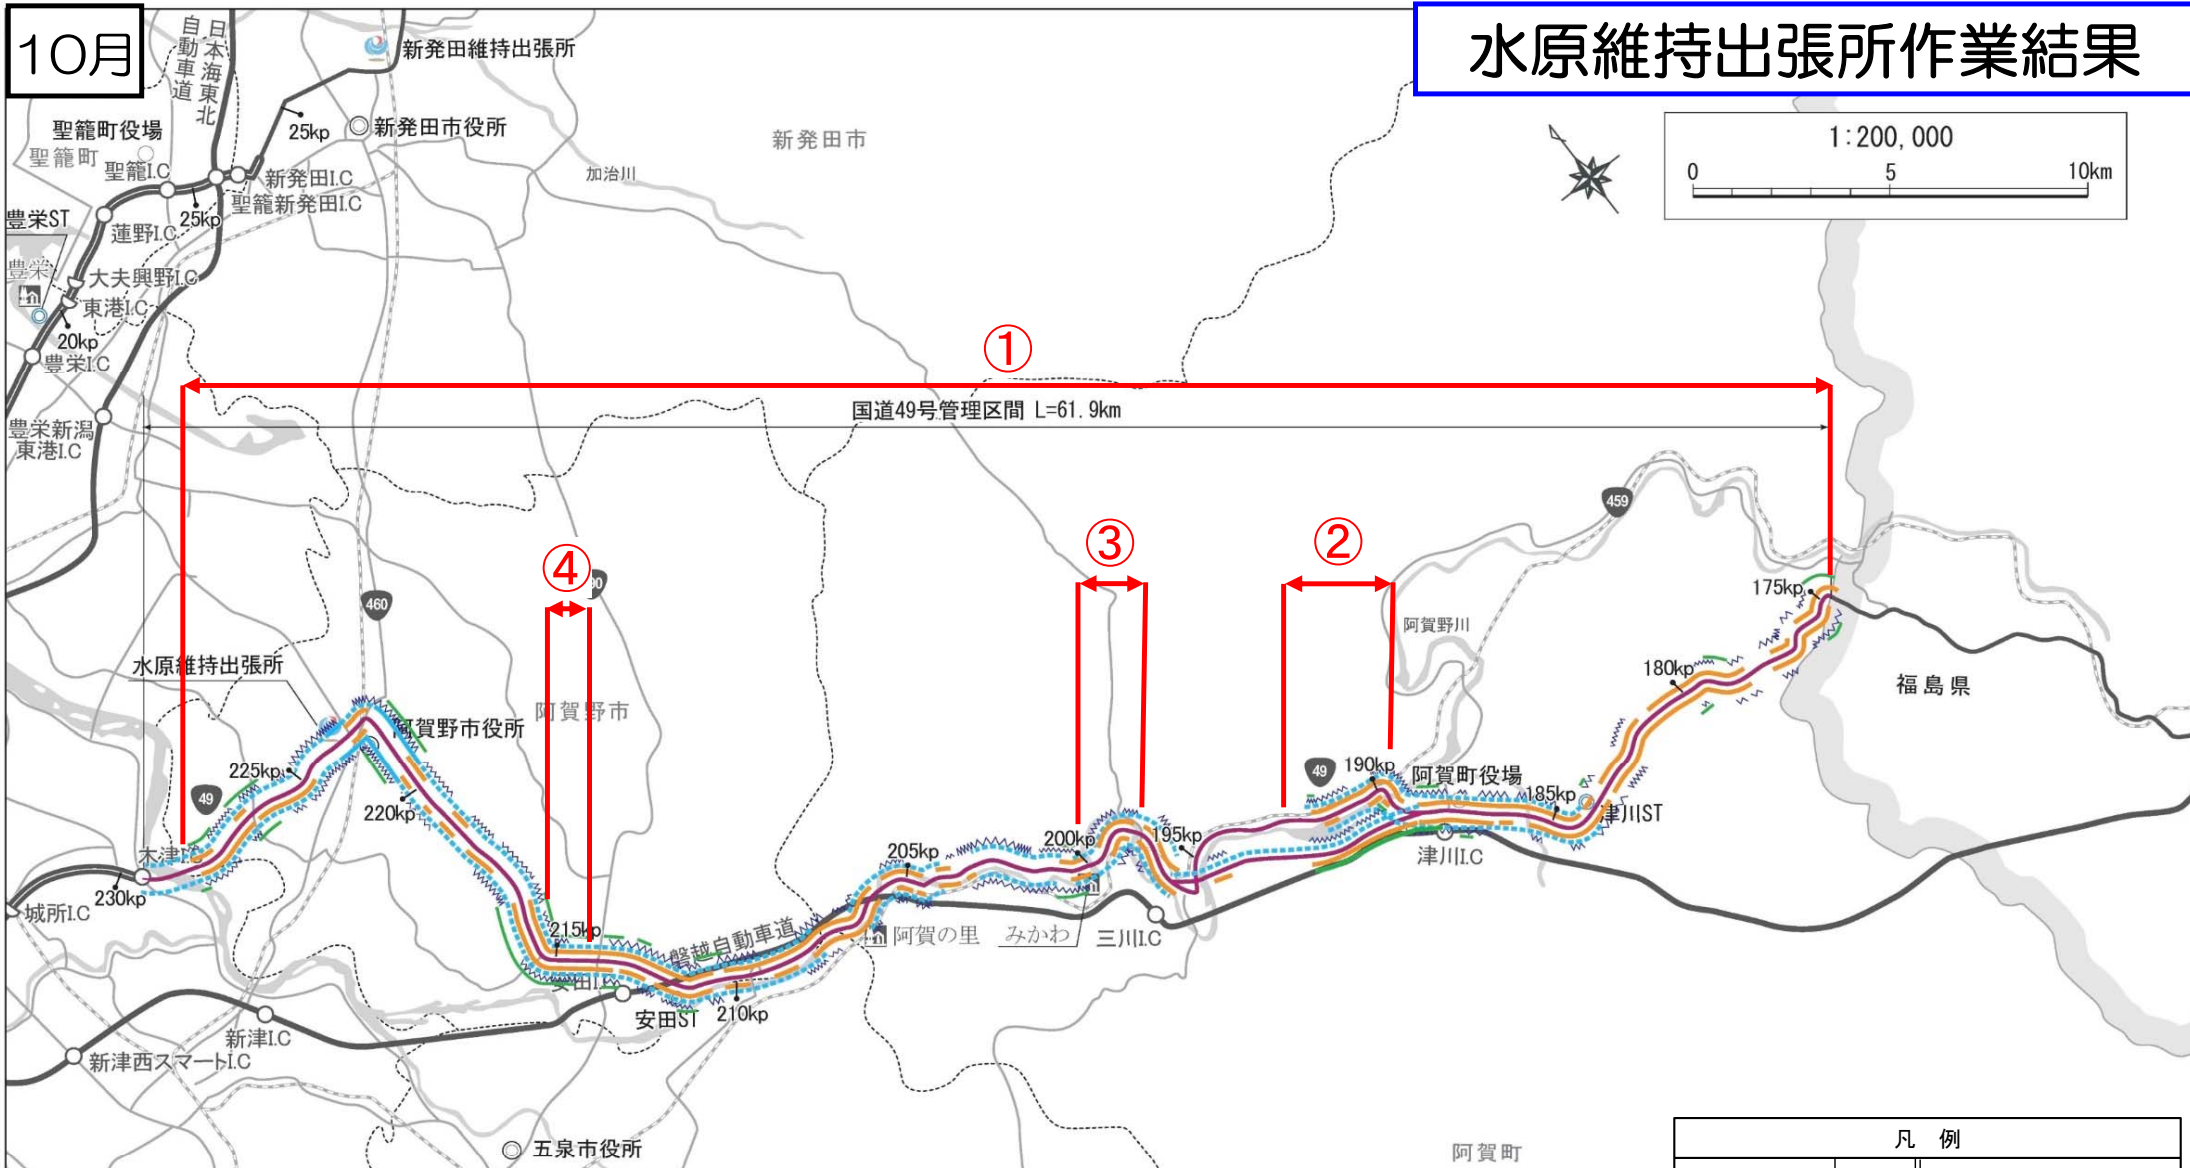 10月
水原維持出張所作業結果
日本海東北
自動車道
新発田維持出張所
25kp
新発田市役所
新発田市
1:200,000
0
5
10km
聖籠町役場
聖籠町
聖籠I.C
新発田I.C
聖籠新発田I.C
加治川
25kp
豊栄ST
蓮野I.C
豊栄
大夫興野I.C
東港I.C
20kp
豊栄I.C
①
国道49号管理区間 L=61.9km
豊栄新潟
東港I.C
③
②
④
459
460
175kp
阿賀野川
水原維持出張所
180kp
福島県
阿賀野市
阿賀野市役所
225kp
49
220kp
49
190kp
阿賀町役場
185kp
津川ST
200kp
195kp
205kp
津川I.C
木津I.C
230kp
城所I.C
215kp
磐越自動車道
阿賀の里
みかわ
三川I.C
安田I.C
安田ST
210kp
新津I.C
新津西スマートI.C
五泉市役所
阿賀町
凡 例